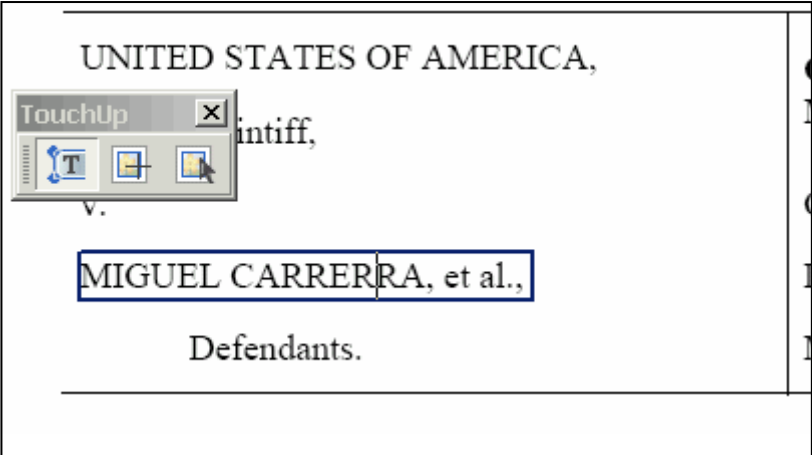 UNITED STATES OF AMERICA,
TouchUp
intiff,
T
v.
MIGUEL CARRERRA, et al.,
Defendants.